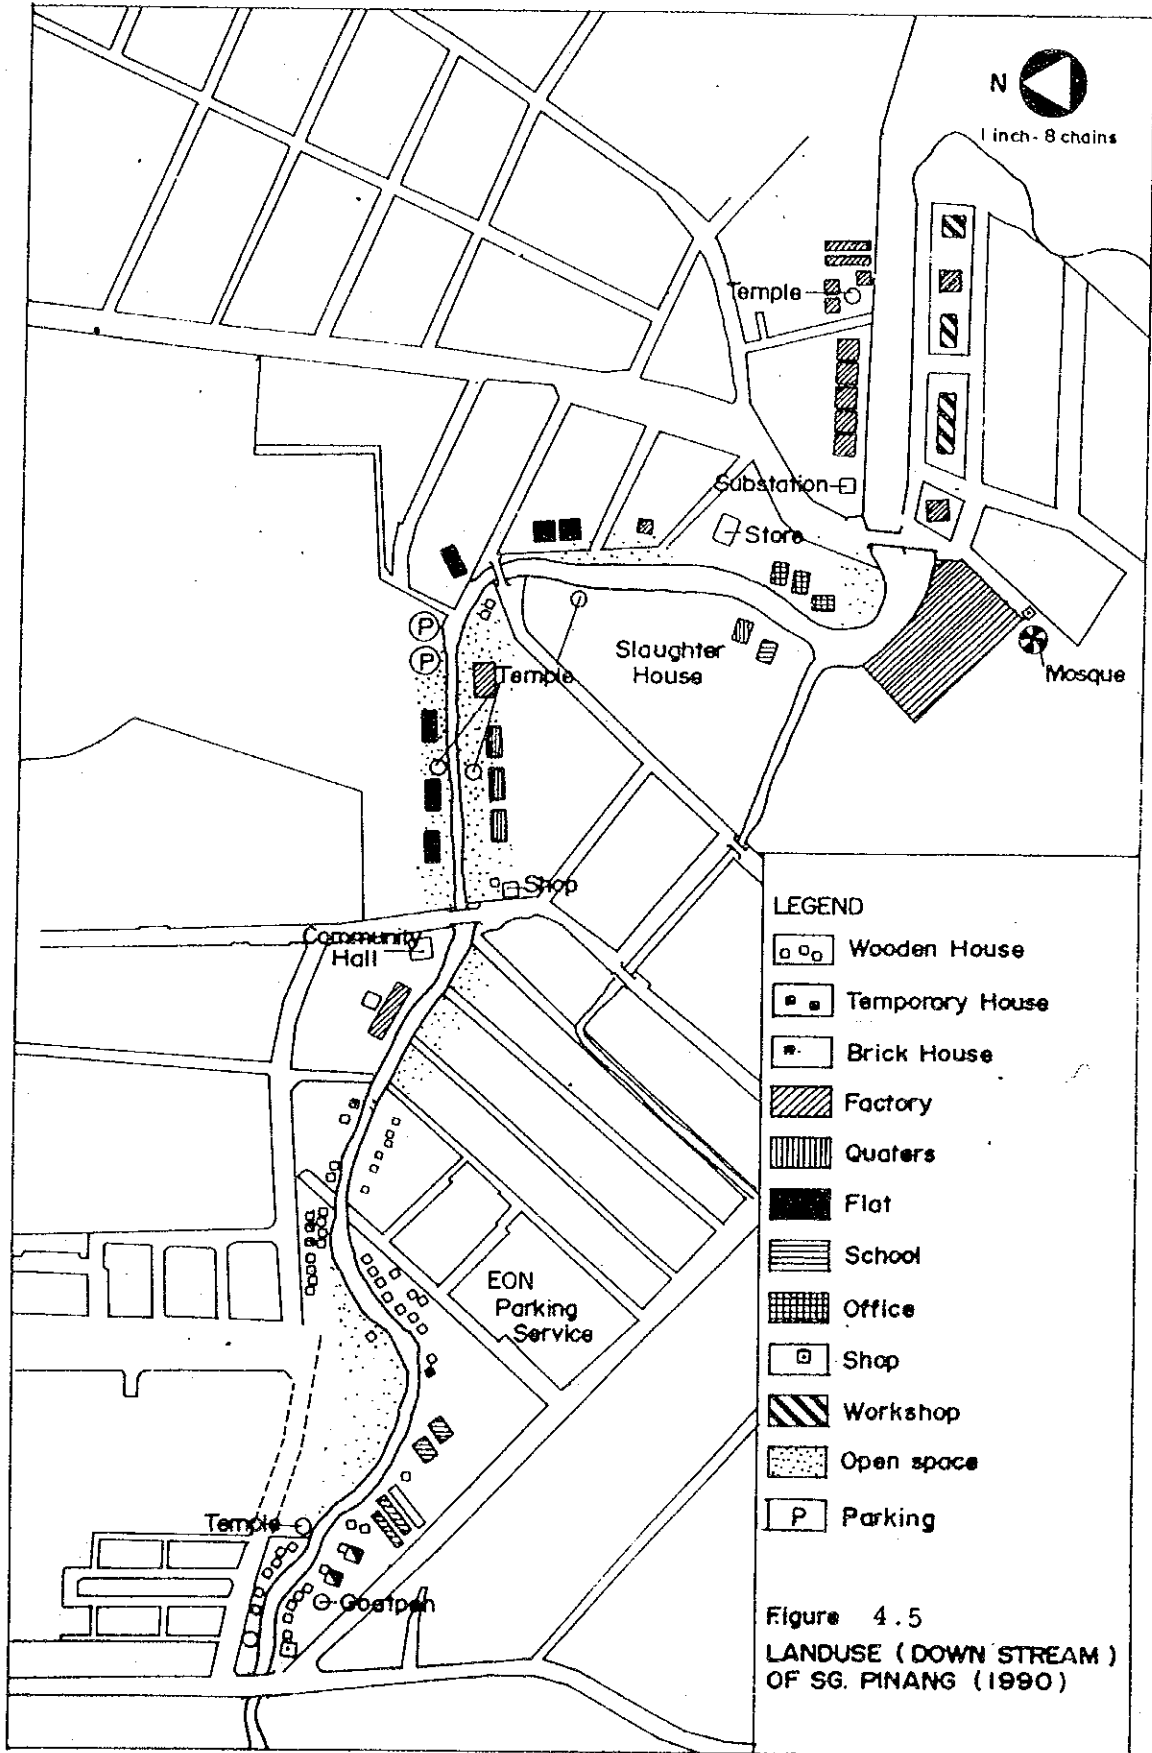 N
1 inch - 8 chains
Temple
Substation
Store
P
P
Slaughter
House
Temple
Mosque
Shop
Community
Hall
EON
Parking
Service
Temple
Goatpen
LEGEND
Wooden House
Temporory House
Brick House
Factory
Quaters
Flat
School
Office
Shop
Workshop
Open space
P Parking
Figure 4.5
LANDUSE (DOWN STREAM)
OF SG. PINANG (1990)